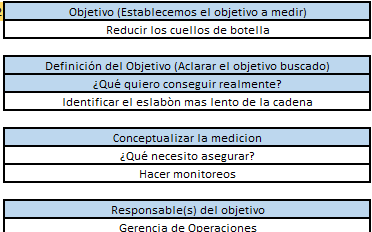 Objetivo (Establecemos el objetivo a medir)
Reducir los cuellos de botella
Definición del Objetivo (Aclarar el objetivo buscado)
¿Qué quiero conseguir realmente?
Identificar el eslabòn mas lento de la cadena
Conceptualizar la medicion
¿Qué necesito asegurar?
Hacer monitoreos
Responsable(s) del objetivo
Gerencia de Operaciones